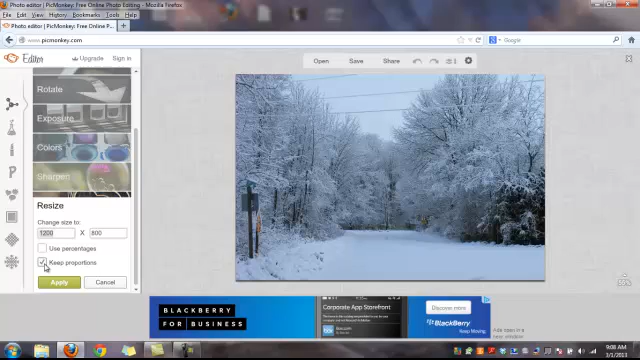 Photo editor | PicMonkey: Free Online Photo Editing - Mozilla Firefox
File Edit View History Bookmarks Tools Help
Photo editor | PicMonkey: Free Online P...
www.picmonkey.com
Google
Editor
Upgrade
Sign in
Open
Save
Share
Rotate
Exposure
Colors
Sharpen
Resize
Change size to:
1200 X 800
Use percentages
Keep proportions
Apply
Cancel
BLACKBERRY
FOR BUSINESS
Corporate App Storefront
Discover more
BlackBerry
Keep Moving.
9:08 AM
3/1/2013